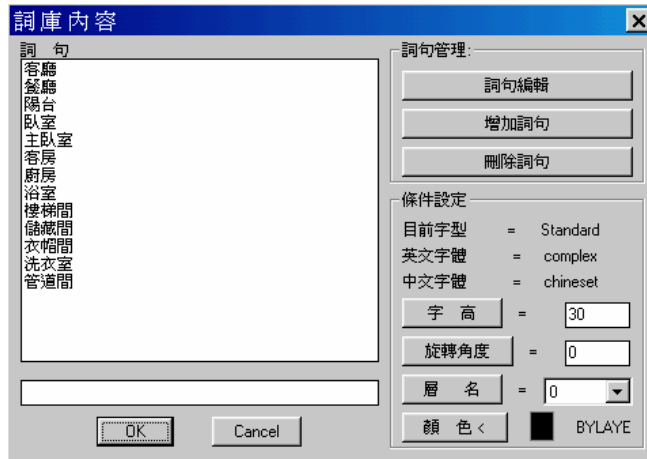 詞庫內容
詞 句
客廳
餐廳
陽台
臥室
主臥室
客房
廚房
浴室
樓梯間
儲藏間
衣帽間
洗衣室
管道間
OK
Cancel
詞句管理:
詞句編輯
增加詞句
刪除詞句
條件設定
目前字型 = Standard
英文字體 = complex
中文字體 = chineset
字 高 = 30
旋轉角度 = 0
層 名 = 0
顏 色 < BYLAYE